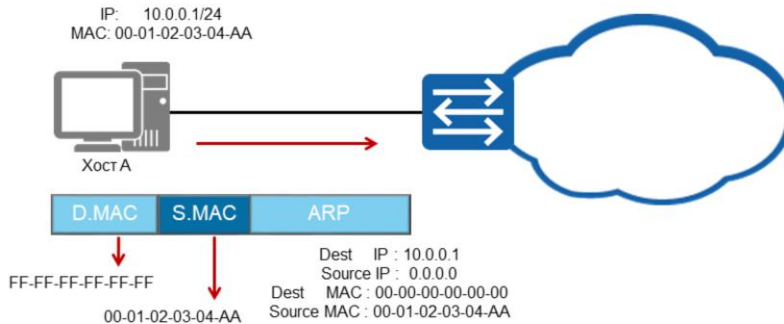 IP: 10.0.0.1/24
MAC: 00-01-02-03-04-AA
Хост А
D.MAC S.MAC ARP
FF-FF-FF-FF-FF-FF
00-01-02-03-04-AA
Dest IP : 10.0.0.1
Source IP : 0.0.0.0
Dest MAC : 00-00-00-00-00-00
Source MAC : 00-01-02-03-04-AA